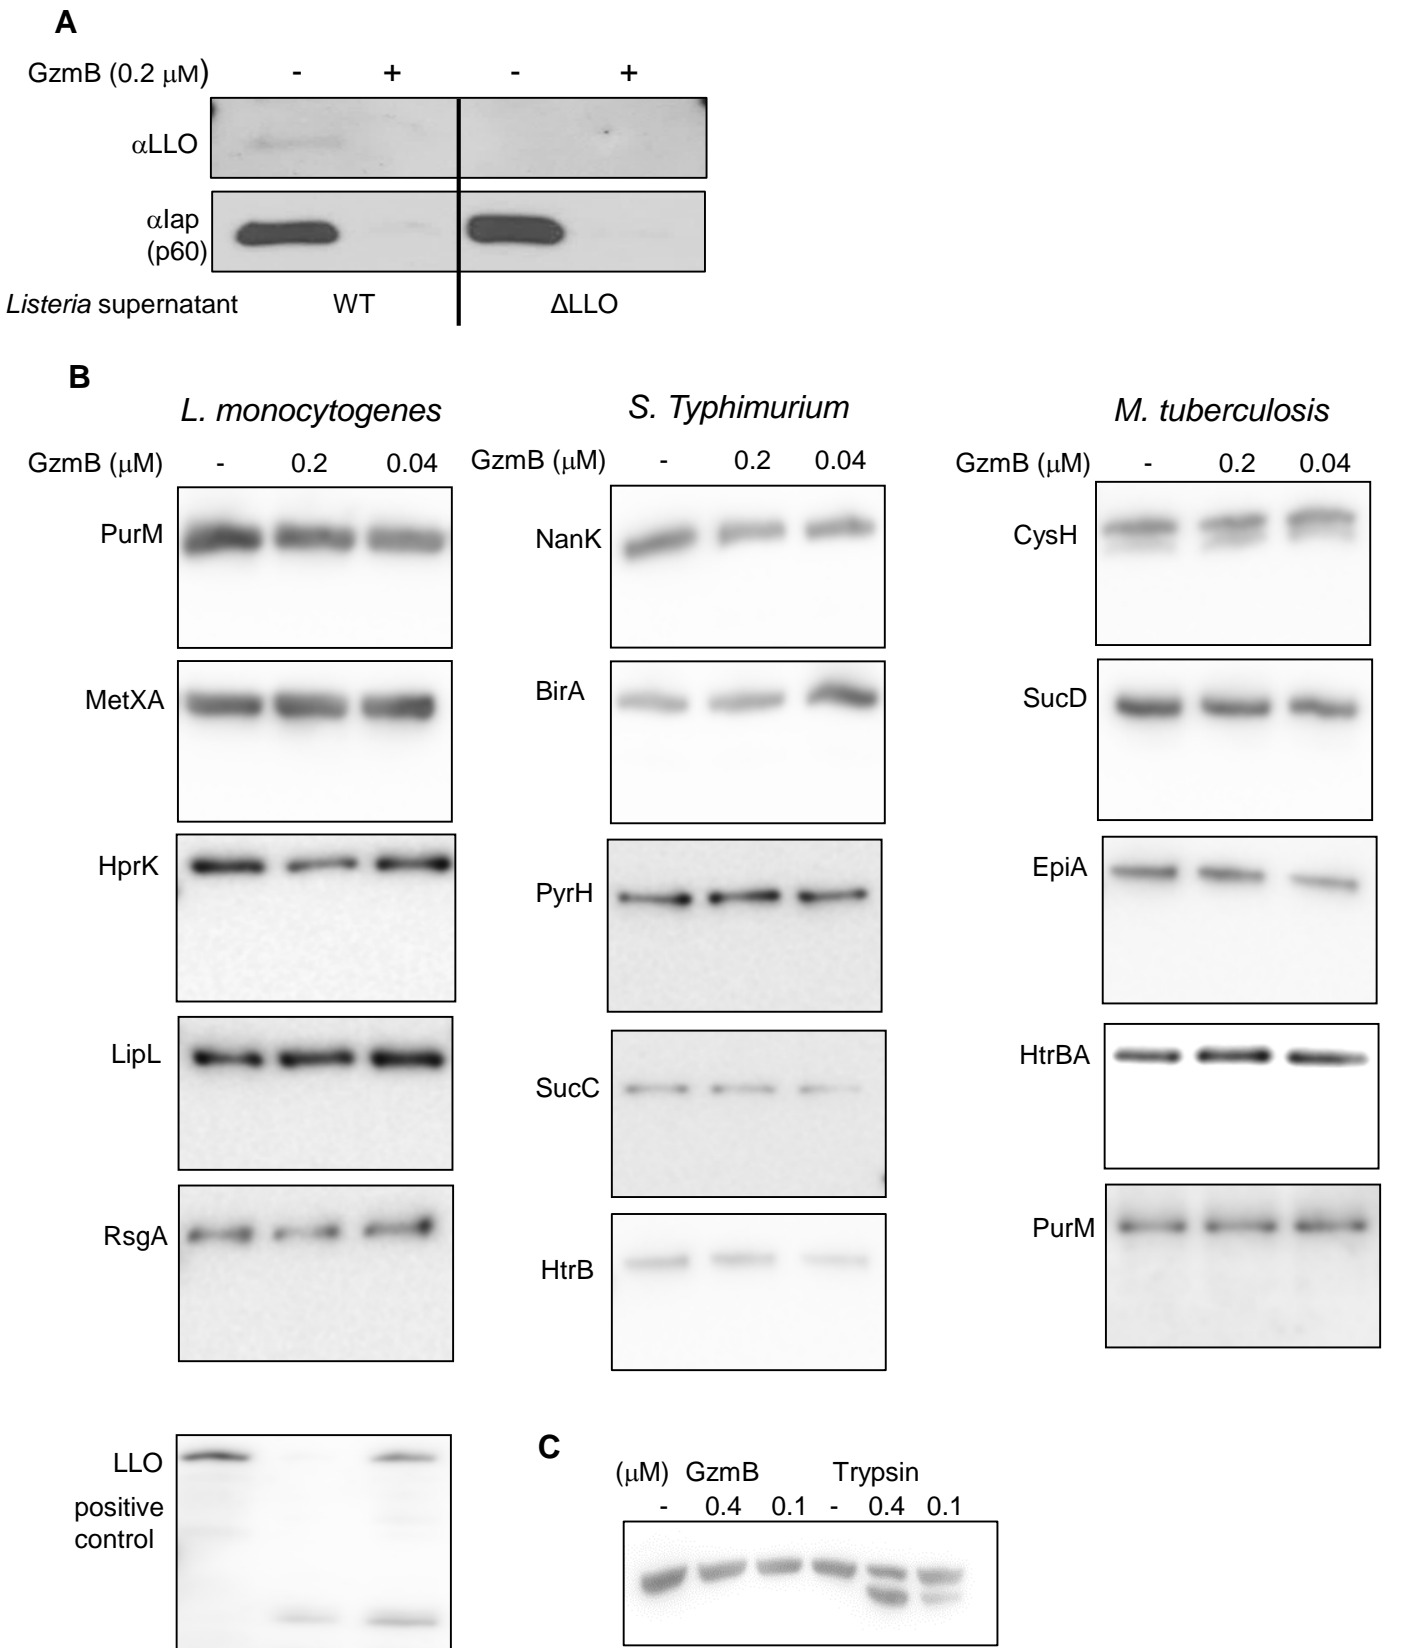 A
GzmB (0.2 μM) - + - +
αLLO
αIap
(p60)
Listeria supernatant WT ΔLLO
B
L. monocytogenes S. Typhimurium M. tuberculosis
GzmB (μM) - 0.2 0.04 GzmB (μM) - 0.2 0.04 GzmB (μM) - 0.2 0.04
PurM NanK CysH
MetXA BirA SucD
HprK PyrH EpiA
LipL SucC HtrBA
RsgA HtrB PurM
LLO
positive
control
C
(μM) GzmB Trypsin
- 0.4 0.1 - 0.4 0.1